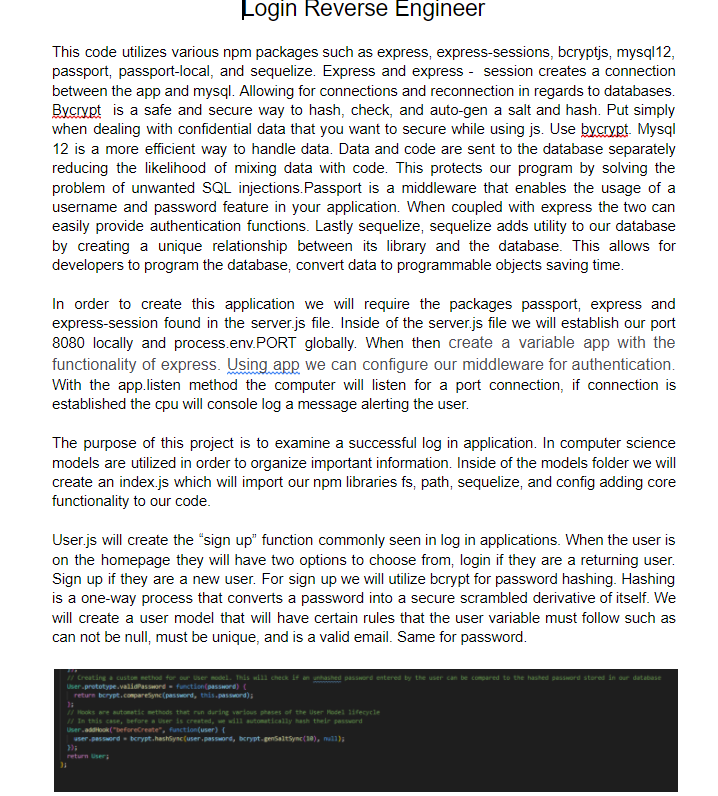 Login Reverse Engineer
This code utilizes various npm packages such as express, express-sessions, bcryptjs, mysql12,
passport, passport-local, and sequelize. Express and express - session creates a connection
between the app and mysql. Allowing for connections and reconnection in regards to databases.
Bycrypt is a safe and secure way to hash, check, and auto-gen a salt and hash. Put simply
when dealing with confidential data that you want to secure while using js. Use bycrypt. Mysql
12 is a more efficient way to handle data. Data and code are sent to the database separately
reducing the likelihood of mixing data with code. This protects our program by solving the
problem of unwanted SQL injections.Passport is a middleware that enables the usage of a
username and password feature in your application. When coupled with express the two can
easily provide authentication functions. Lastly sequelize, sequelize adds utility to our database
by creating a unique relationship between its library and the database. This allows for
developers to program the database, convert data to programmable objects saving time.
In order to create this application we will require the packages passport, express and
express-session found in the server.js file. Inside of the server.js file we will establish our port
8080 locally and process.env.PORT globally. When then create a variable app with the
functionality of express. Using app we can configure our middleware for authentication.
With the app.listen method the computer will listen for a port connection, if connection is
established the cpu will console log a message alerting the user.
The purpose of this project is to examine a successful log in application. In computer science
models are utilized in order to organize important information. Inside of the models folder we will
create an index.js which will import our npm libraries fs, path, sequelize, and config adding core
functionality to our code.
User.js will create the “sign up” function commonly seen in log in applications. When the user is
on the homepage they will have two options to choose from, login if they are a returning user.
Sign up if they are a new user. For sign up we will utilize bcrypt for password hashing. Hashing
is a one-way process that converts a password into a secure scrambled derivative of itself. We
will create a user model that will have certain rules that the user variable must follow such as
can not be null, must be unique, and is a valid email. Same for password.
});
// Creating a custom method for our User model. This will check if an unhashed password entered by the user can be compared to the hashed password stored in our database
User.prototype.validPassword = function(password) {
return bcrypt.compareSync(password, this.password);
};
// Hooks are automatic methods that run during various phases of the User Model lifecycle
// In this case, before a User is created, we will automatically hash their password
User.addHook("beforeCreate", function(user) {
user.password = bcrypt.hashSync(user.password, bcrypt.genSaltSync(10), null);
});
return User;
};